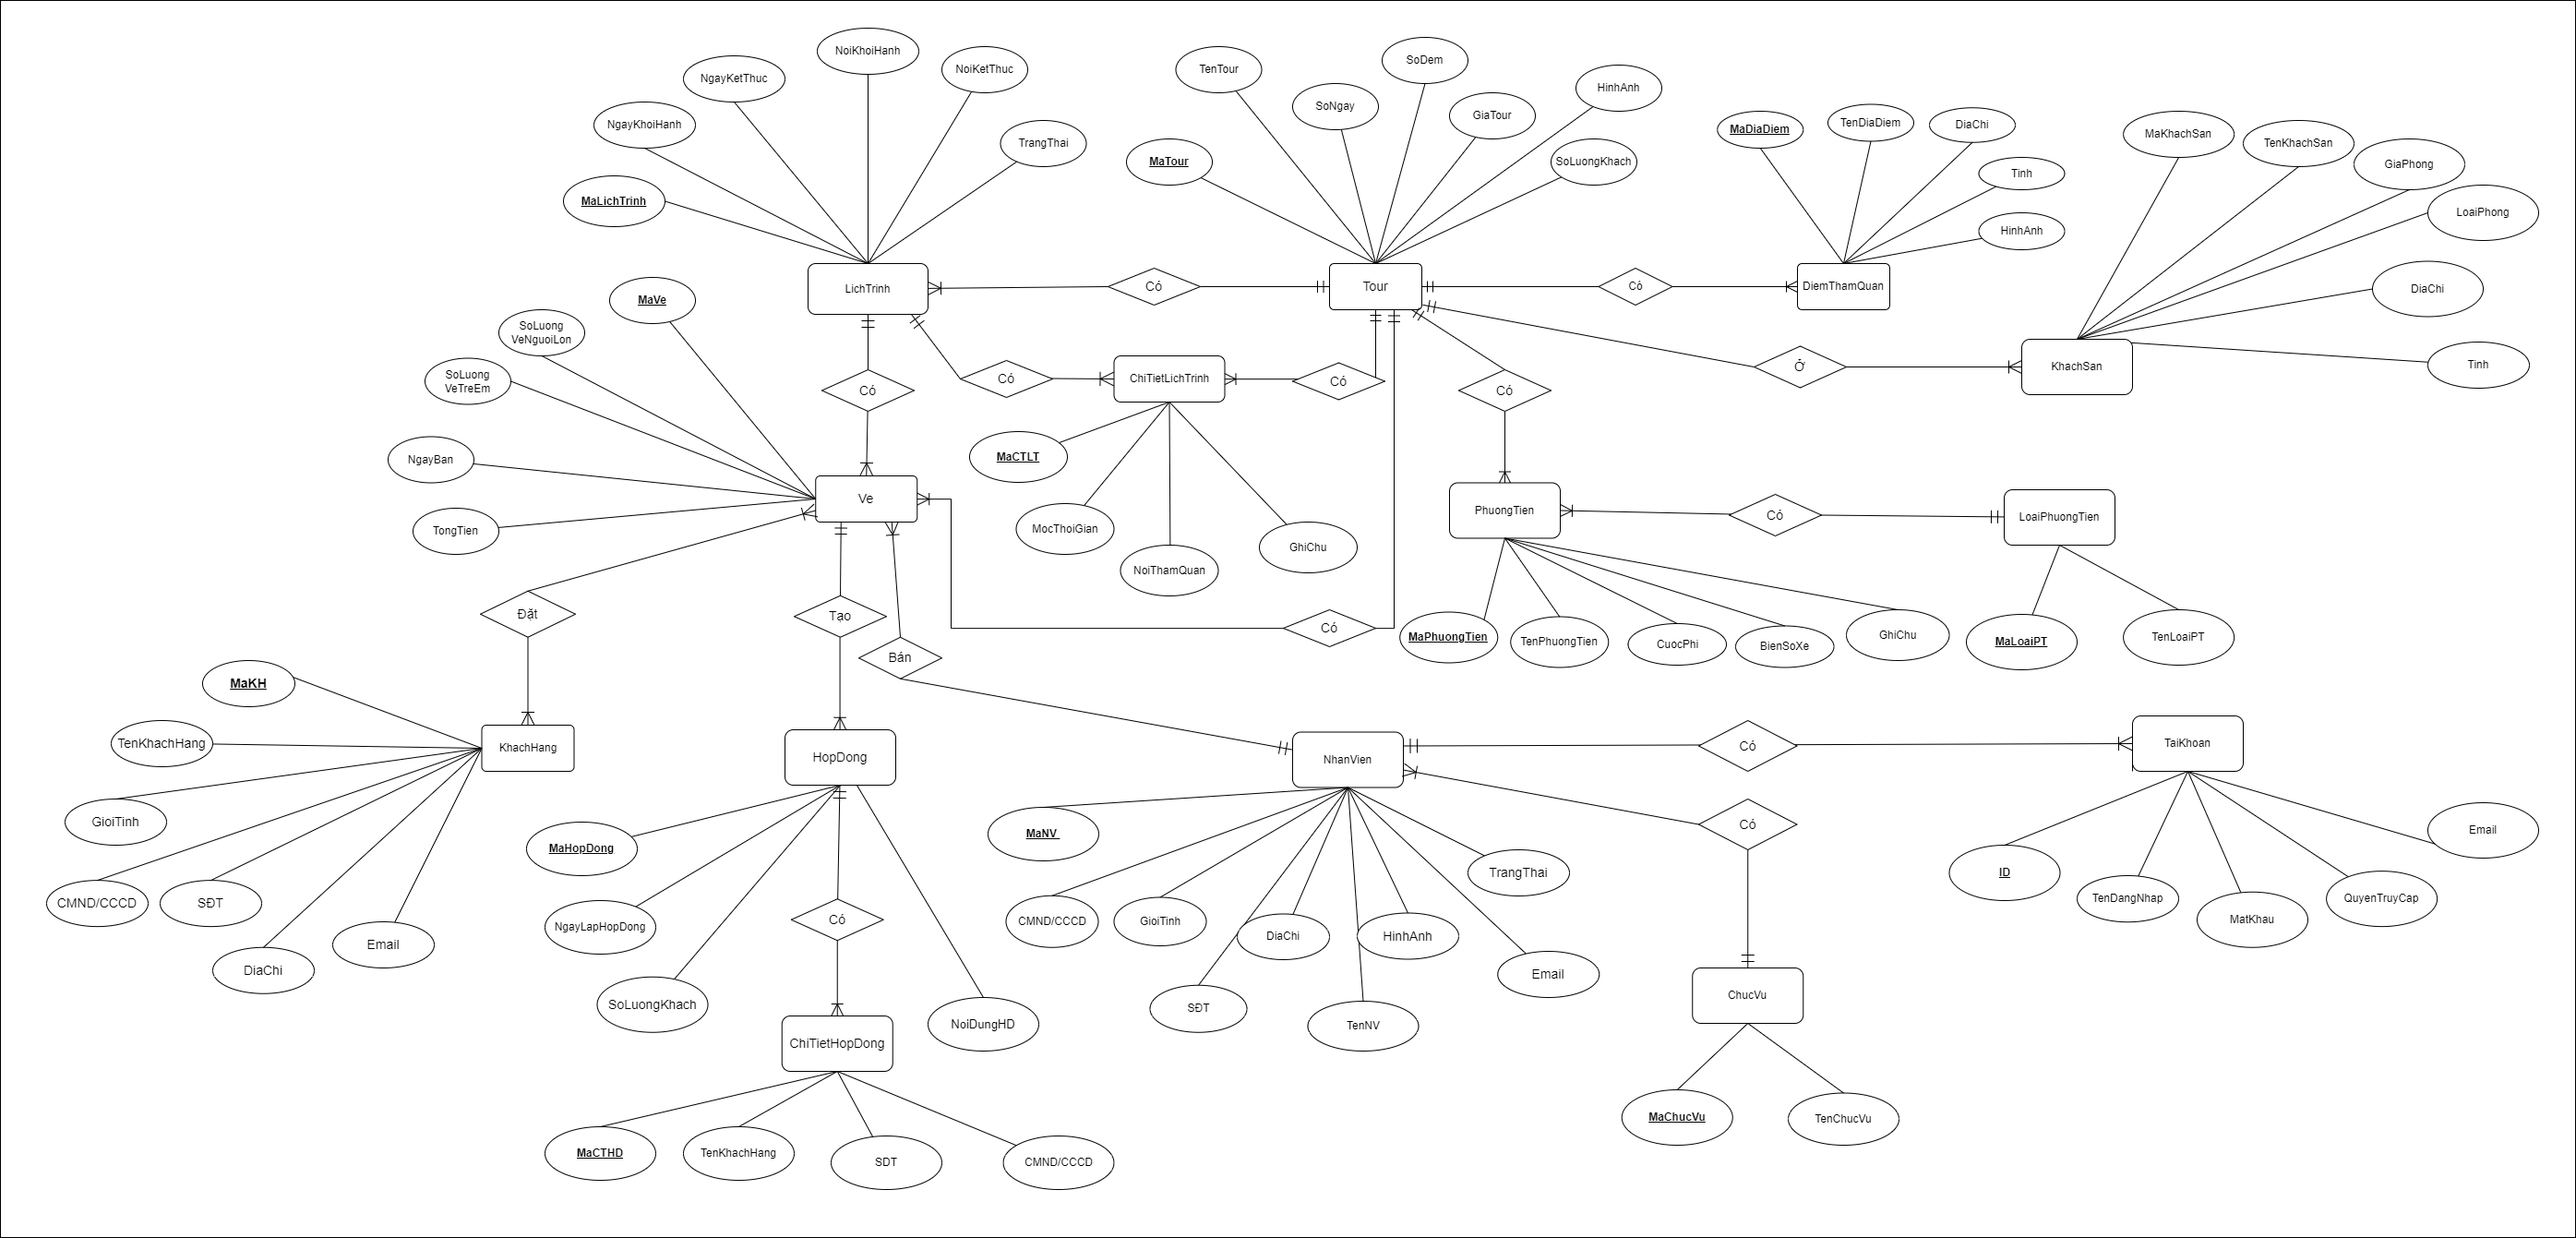 NoiKhoiHanh
NgayKetThuc
NoiKetThuc
NgayKhoiHanh
TrangThai
MaLichTrinh
TenTour
SoDem
SoNgay
HinhAnh
GiaTour
MaTour
SoLuongKhach
MaDiaDiem
TenDiaDiem
DiaChi
Tinh
HinhAnh
MaKhachSan
TenKhachSan
GiaPhong
LoaiPhong
DiaChi
Tinh
LichTrinh
Có
Tour
Có
DiemThamQuan
MaVe
SoLuong
VeNguoiLon
SoLuong
VeTreEm
NgayBan
TongTien
Có
Có
ChiTietLichTrinh
Có
Có
Ở
KhachSan
MaCTLT
MocThoiGian
NoiThamQuan
GhiChu
Ve
PhuongTien
Có
LoaiPhuongTien
Đặt
Tạo
Bán
Có
MaPhuongTien
TenPhuongTien
CuocPhi
BienSoXe
GhiChu
MaLoaiPT
TenLoaiPT
MaKH
TenKhachHang
GioiTinh
CMND/CCCD
SĐT
DiaChi
Email
KhachHang
HopDong
NhanVien
Có
TaiKhoan
MaHopDong
NgayLapHopDong
SoLuongKhach
NoiDungHD
Có
MaNV
CMND/CCCD
GioiTinh
SĐT
DiaChi
TenNV
HinhAnh
TrangThai
Email
Có
ID
TenDangNhap
MatKhau
QuyenTruyCap
Email
ChiTietHopDong
ChucVu
MaCTHD
TenKhachHang
SDT
CMND/CCCD
MaChucVu
TenChucVu